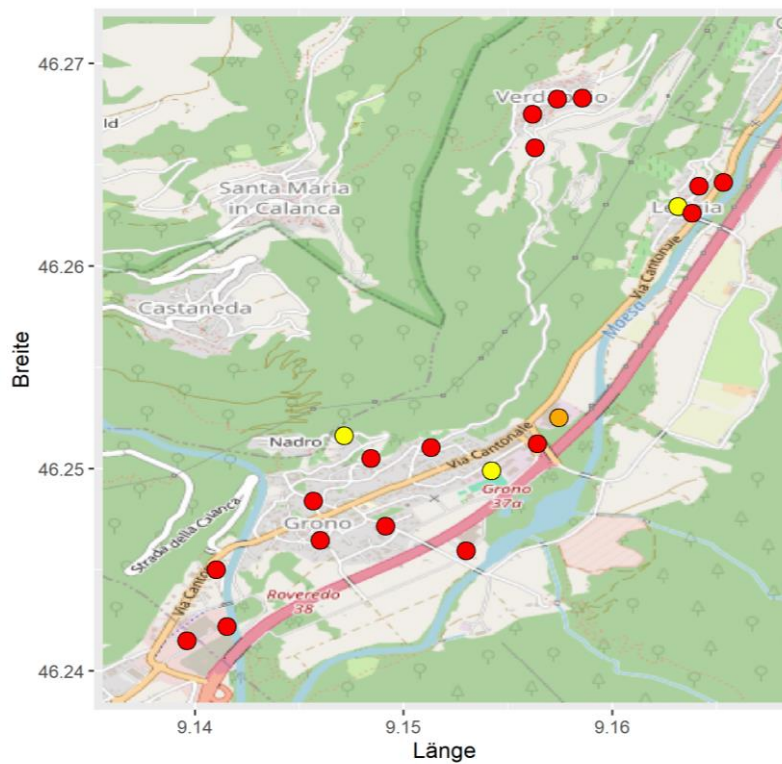 46.27
46.26
46.25
46.24
Breite
9.14
9.15
9.16
Länge
ld
Santa Maria
in Calanca
Castaneda
Nadro
Grono
Via Cantonale
Via Cantonale
Moesa
Grono
37a
Roveredo
38
Strada della Calanca